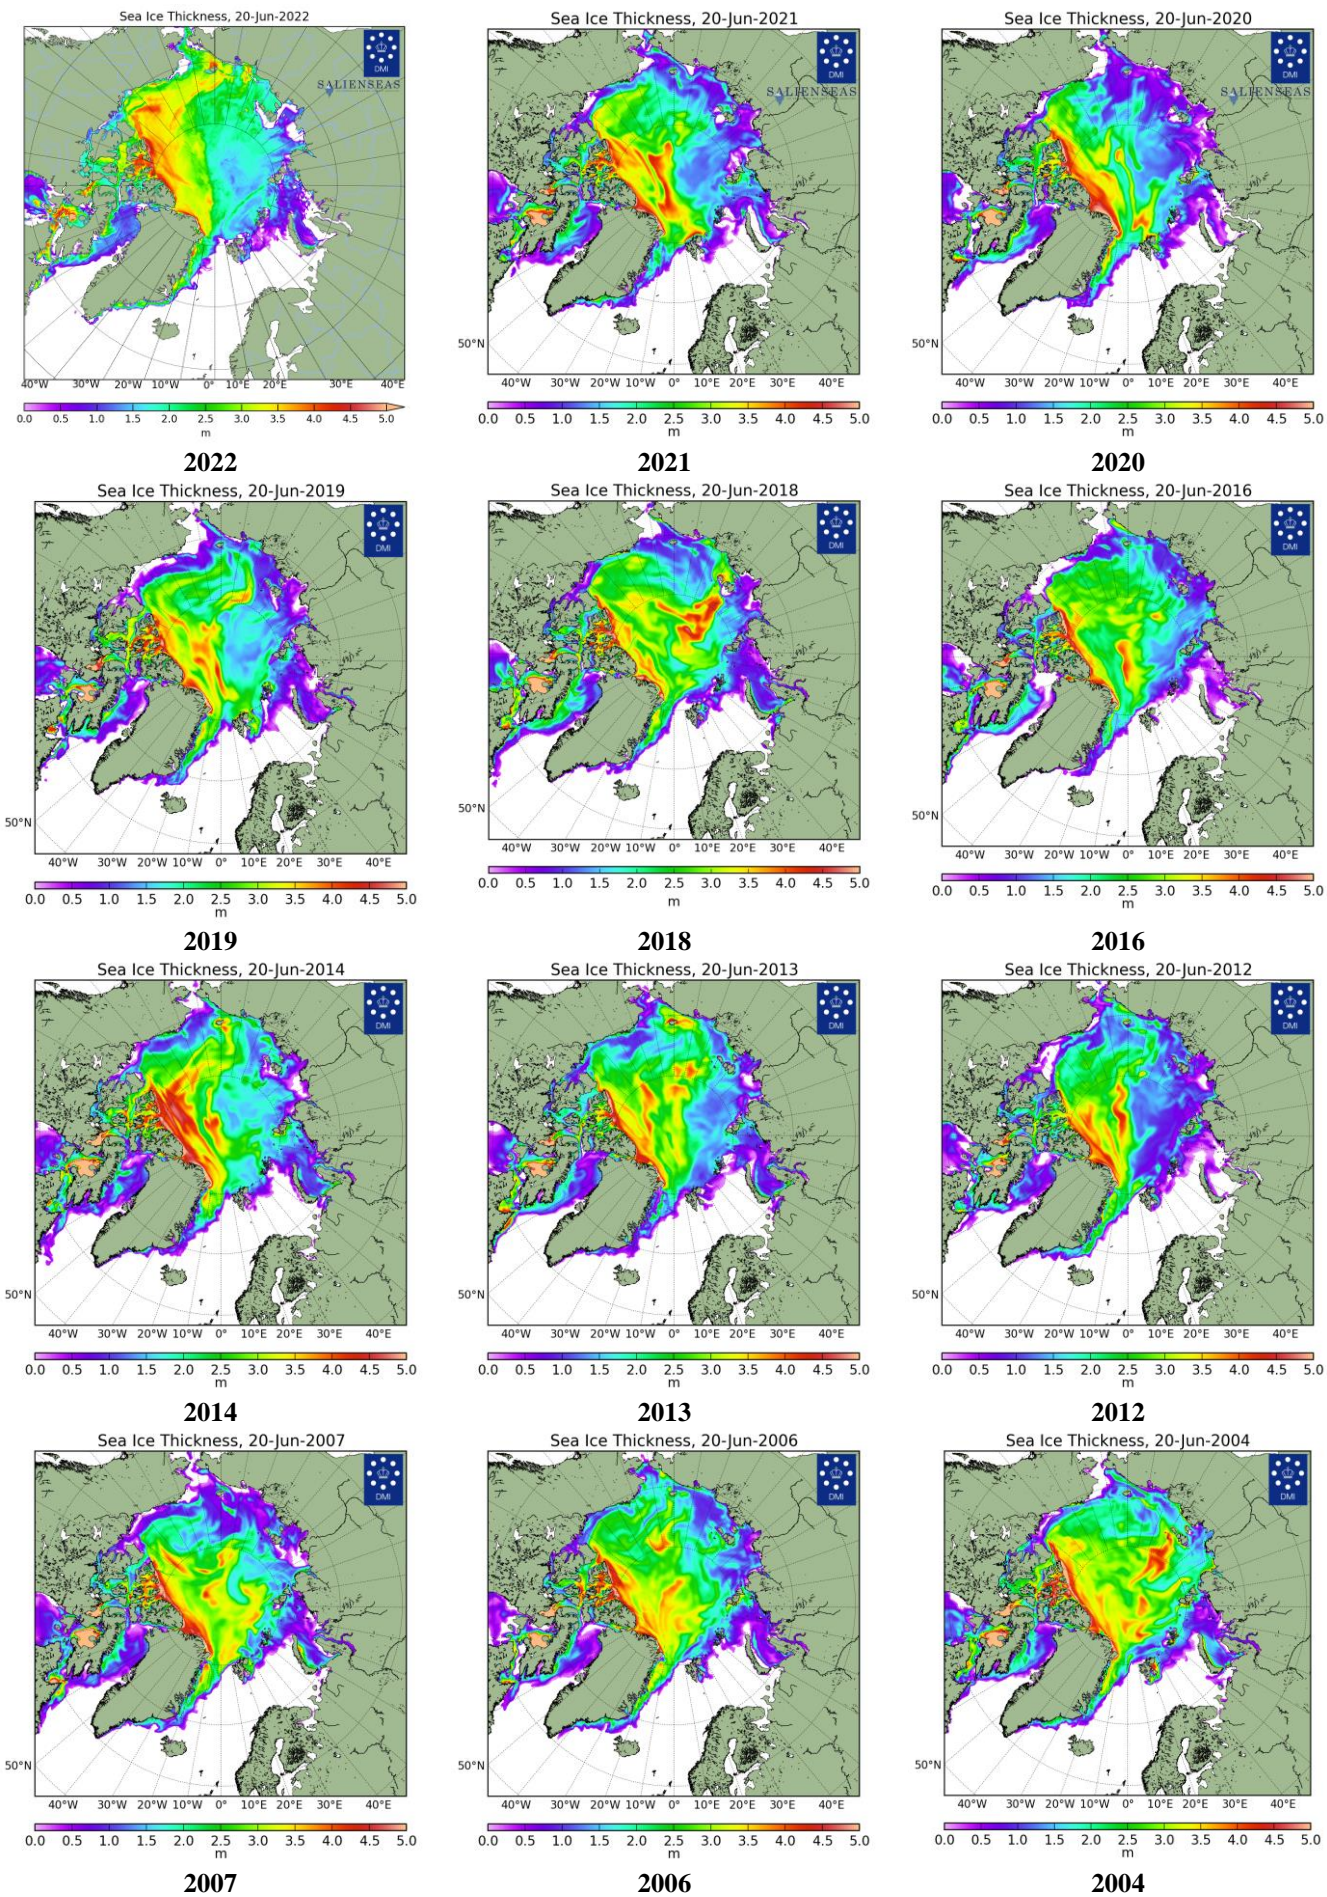 Sea Ice Thickness, 20-Jun-2022
DMI
SALIENSEAS
40°W 30°W 20°W 10°W 0° 10°E 20°E 30°E 40°E
0.0 0.5 1.0 1.5 2.0 2.5 3.0 3.5 4.0 4.5 5.0
m
2022
Sea Ice Thickness, 20-Jun-2021
DMI
SALIENSEAS
50°N
40°W 30°W 20°W 10°W 0° 10°E 20°E 30°E 40°E
0.0 0.5 1.0 1.5 2.0 2.5 3.0 3.5 4.0 4.5 5.0
m
2021
Sea Ice Thickness, 20-Jun-2020
DMI
SALIENSEAS
50°N
40°W 30°W 20°W 10°W 0° 10°E 20°E 30°E 40°E
0.0 0.5 1.0 1.5 2.0 2.5 3.0 3.5 4.0 4.5 5.0
m
2020
Sea Ice Thickness, 20-Jun-2019
DMI
50°N
40°W 30°W 20°W 10°W 0° 10°E 20°E 30°E 40°E
0.0 0.5 1.0 1.5 2.0 2.5 3.0 3.5 4.0 4.5 5.0
m
2019
Sea Ice Thickness, 20-Jun-2018
DMI
50°N
40°W 30°W 20°W 10°W 0° 10°E 20°E 30°E 40°E
0.0 0.5 1.0 1.5 2.0 2.5 3.0 3.5 4.0 4.5 5.0
m
2018
Sea Ice Thickness, 20-Jun-2016
DMI
50°N
40°W 30°W 20°W 10°W 0° 10°E 20°E 30°E 40°E
0.0 0.5 1.0 1.5 2.0 2.5 3.0 3.5 4.0 4.5 5.0
m
2016
Sea Ice Thickness, 20-Jun-2014
DMI
50°N
40°W 30°W 20°W 10°W 0° 10°E 20°E 30°E 40°E
0.0 0.5 1.0 1.5 2.0 2.5 3.0 3.5 4.0 4.5 5.0
m
2014
Sea Ice Thickness, 20-Jun-2013
DMI
50°N
40°W 30°W 20°W 10°W 0° 10°E 20°E 30°E 40°E
0.0 0.5 1.0 1.5 2.0 2.5 3.0 3.5 4.0 4.5 5.0
m
2013
Sea Ice Thickness, 20-Jun-2012
DMI
50°N
40°W 30°W 20°W 10°W 0° 10°E 20°E 30°E 40°E
0.0 0.5 1.0 1.5 2.0 2.5 3.0 3.5 4.0 4.5 5.0
m
2012
Sea Ice Thickness, 20-Jun-2007
DMI
50°N
40°W 30°W 20°W 10°W 0° 10°E 20°E 30°E 40°E
0.0 0.5 1.0 1.5 2.0 2.5 3.0 3.5 4.0 4.5 5.0
m
2007
Sea Ice Thickness, 20-Jun-2006
DMI
50°N
40°W 30°W 20°W 10°W 0° 10°E 20°E 30°E 40°E
0.0 0.5 1.0 1.5 2.0 2.5 3.0 3.5 4.0 4.5 5.0
m
2006
Sea Ice Thickness, 20-Jun-2004
DMI
50°N
40°W 30°W 20°W 10°W 0° 10°E 20°E 30°E 40°E
0.0 0.5 1.0 1.5 2.0 2.5 3.0 3.5 4.0 4.5 5.0
m
2004